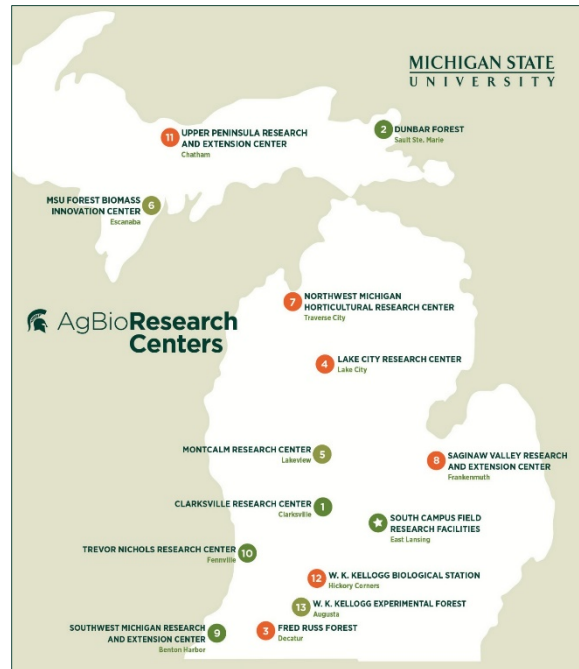 MICHIGAN STATE
UNIVERSITY
11 UPPER PENINSULA RESEARCH
AND EXTENSION CENTER
Chatham
2 DUNBAR FOREST
Sault Ste. Marie
MSU FOREST BIOMASS
INNOVATION CENTER
6
Escanaba
7 NORTHWEST MICHIGAN
HORTICULTURAL RESEARCH CENTER
Traverse City
AgBioResearch
Centers
4 LAKE CITY RESEARCH CENTER
Lake City
MONTCALM RESEARCH CENTER 5
Lakeview
8 SAGINAW VALLEY RESEARCH
AND EXTENSION CENTER
Frankenmuth
CLARKSVILLE RESEARCH CENTER 1
Clarksville
SOUTH CAMPUS FIELD
RESEARCH FACILITIES
East Lansing
TREVOR NICHOLS RESEARCH CENTER 10
Fennville
12 W. K. KELLOGG BIOLOGICAL STATION
Hickory Corners
13 W. K. KELLOGG EXPERIMENTAL FOREST
Augusta
SOUTHWEST MICHIGAN RESEARCH
AND EXTENSION CENTER
9
Benton Harbor
3 FRED RUSS FOREST
Decatur